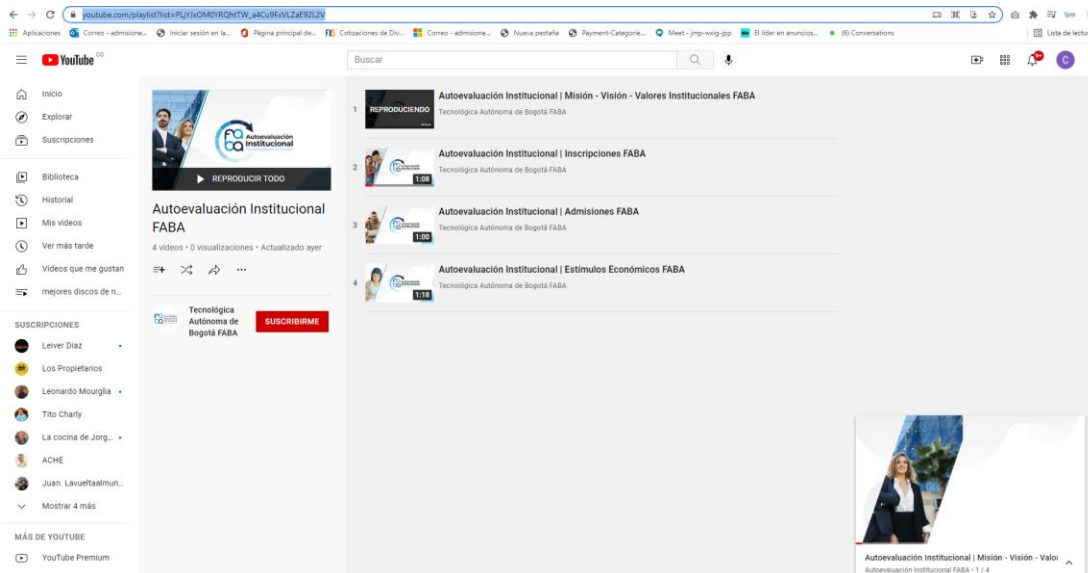 youtube.com/playlist?list=PLjYJxOM0YRQhtTW_a4Cu9FxVLZaE92L2V
Aplicaciones Correo - admisione... Iniciar sesión en la... Página principal de... Cotizaciones de Div... Correo - admisione... Nueva pestaña Payment-Categorie... Meet - jmp-nxig-jpp El líder en anuncios... (6) Conversations Lista de lectu
YouTube CO
Buscar
9+
C
Inicio
Explorar
Suscripciones
Biblioteca
Historial
Mis vídeos
Ver más tarde
Vídeos que me gustan
mejores discos de n...
SUSCRIPCIONES
Leiver Diaz
Los Propietarios
Leonardo Mourglia
Tito Charly
La cocina de Jorg...
ACHE
Juan. Lavueltaalmun...
Mostrar 4 más
MÁS DE YOUTUBE
YouTube Premium
faba Autoevaluación
Institucional
REPRODUCIR TODO
Autoevaluación Institucional
FABA
4 vídeos • 0 visualizaciones • Actualizado ayer
Tecnológica
Autónoma de
Bogotá FABA
SUSCRIBIRME
1 REPRODUCIENDO
Autoevaluación Institucional | Misión - Visión - Valores Institucionales FABA
Tecnológica Autónoma de Bogotá FABA
2 1:08
Autoevaluación Institucional | Inscripciones FABA
Tecnológica Autónoma de Bogotá FABA
3 1:00
Autoevaluación Institucional | Admisiones FABA
Tecnológica Autónoma de Bogotá FABA
4 1:18
Autoevaluación Institucional | Estímulos Económicos FABA
Tecnológica Autónoma de Bogotá FABA
Autoevaluación Institucional | Misión - Visión - Valo
Autoevaluación Institucional FABA - 1 / 4